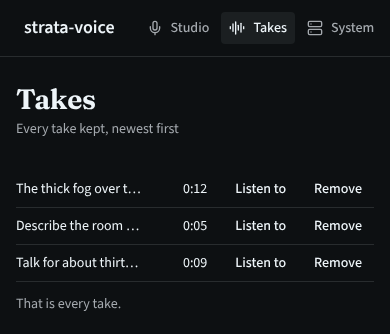 strata-voice Studio Takes System
Takes
Every take kept, newest first
The thick fog over t… 0:12 Listen to Remove
Describe the room … 0:05 Listen to Remove
Talk for about thirt… 0:09 Listen to Remove
That is every take.